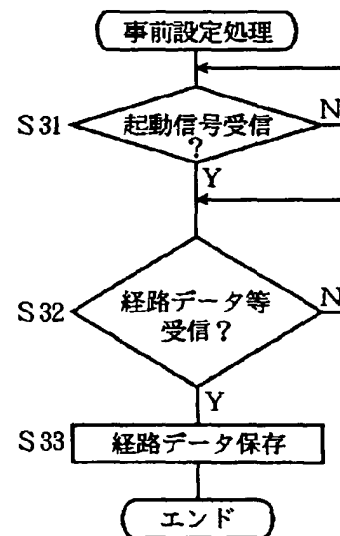 事前設定処理
S31
起動信号受信
?
N
Y
S32
経路データ等
受信?
N
Y
S33
経路データ保存
エンド